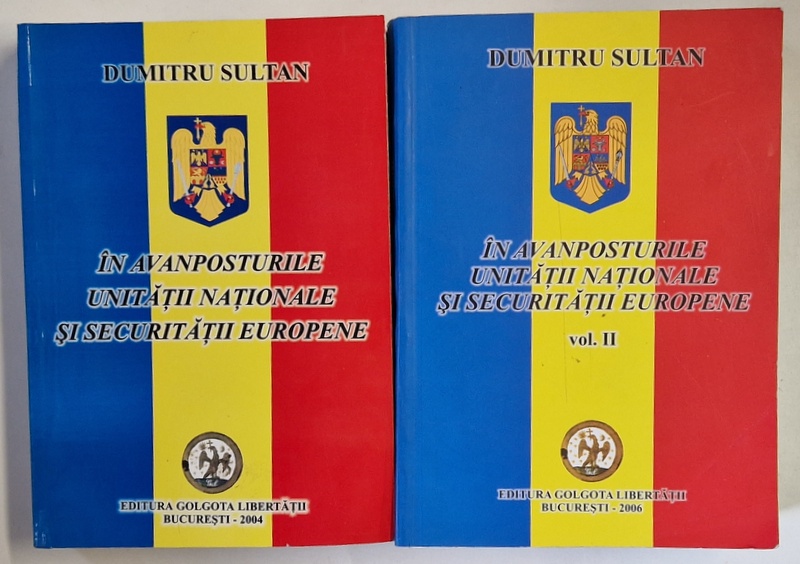 DUMITRU SULTAN
ÎN AVANPOSTURILE
UNITĂȚII NAȚIONALE
ȘI SECURITĂȚII EUROPENE
EDITURA GOLGOTA LIBERTĂȚII
BUCUREȘTI - 2004
DUMITRU SULTAN
ÎN AVANPOSTURILE
UNITĂȚII NAȚIONALE
ȘI SECURITĂȚII EUROPENE
vol. II
EDITURA GOLGOTA LIBERTĂȚII
BUCUREȘTI - 2006